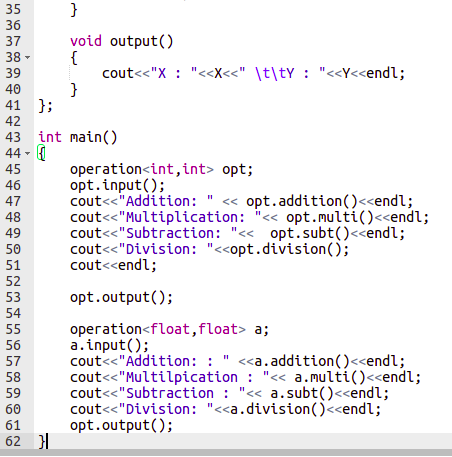 35 }
36
37 void output()
38 {
39 cout<<"X : "<<X<<" \t\tY : "<<Y<<endl;
40 }
41 };
42
43 int main()
44 {
45 operation<int,int> opt;
46 opt.input();
47 cout<<"Addition: " << opt.addition()<<endl;
48 cout<<"Multiplication: "<< opt.multi()<<endl;
49 cout<<"Subtraction: "<<  opt.subt()<<endl;
50 cout<<"Division: "<<opt.division();
51 cout<<endl;
52
53 opt.output();
54
55 operation<float,float> a;
56 a.input();
57 cout<<"Addition: : " <<a.addition()<<endl;
58 cout<<"Multilpication : "<< a.multi()<<endl;
59 cout<<"Subtraction : "<< a.subt()<<endl;
60 cout<<"Division: "<<a.division()<<endl;
61 opt.output();
62 }